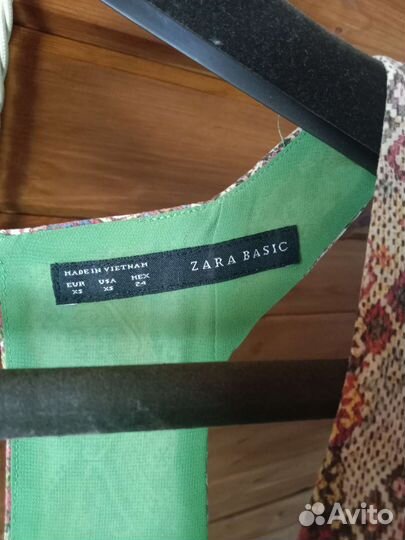 MADE IN VIETNAM
EUR USA MEX
XS XS 24
ZARA BASIC
Avito